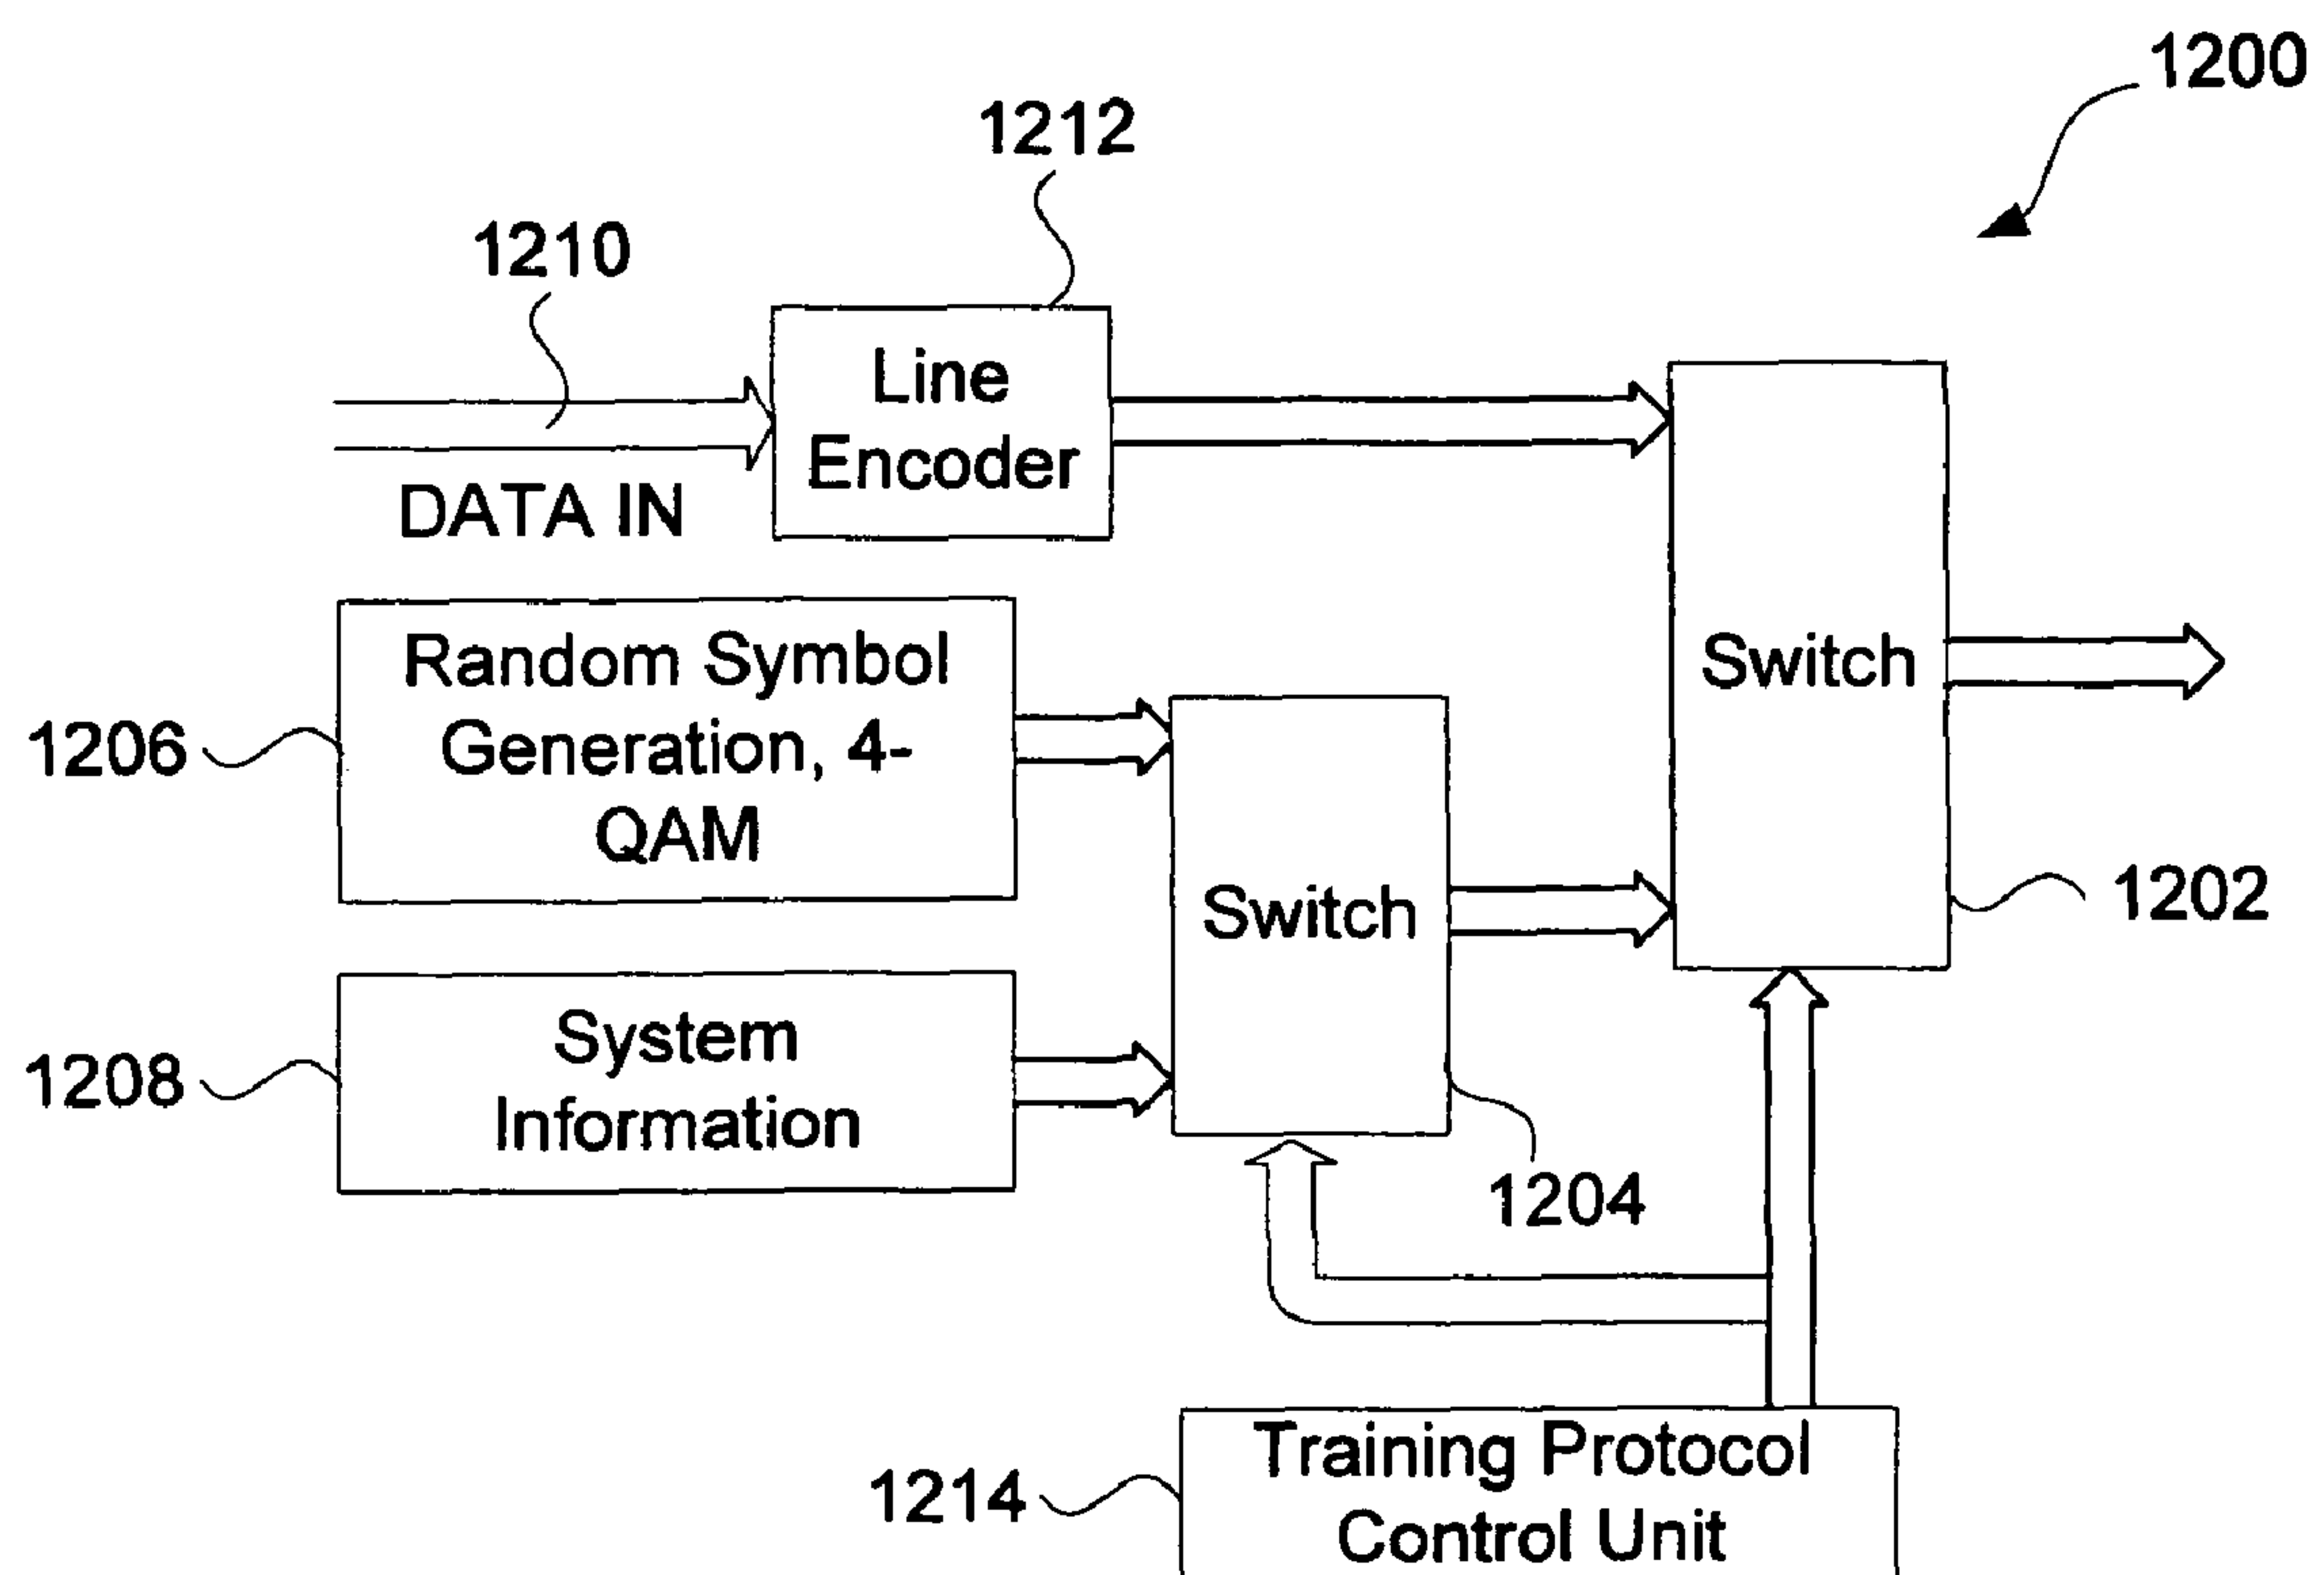 1200
1212
1210
Line
Encoder
DATA IN
Random Symbol
Generation, 4-
QAM
1206
Switch
Switch
1202
System
Information
1208
1204
Training Protocol
Control Unit
1214